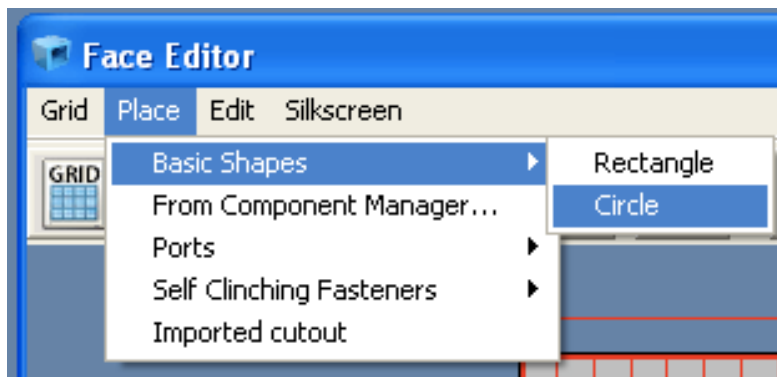 Face Editor
Grid Place Edit Silkscreen
GRID
Basic Shapes
From Component Manager...
Ports
Self Clinching Fasteners
Imported cutout
Rectangle
Circle